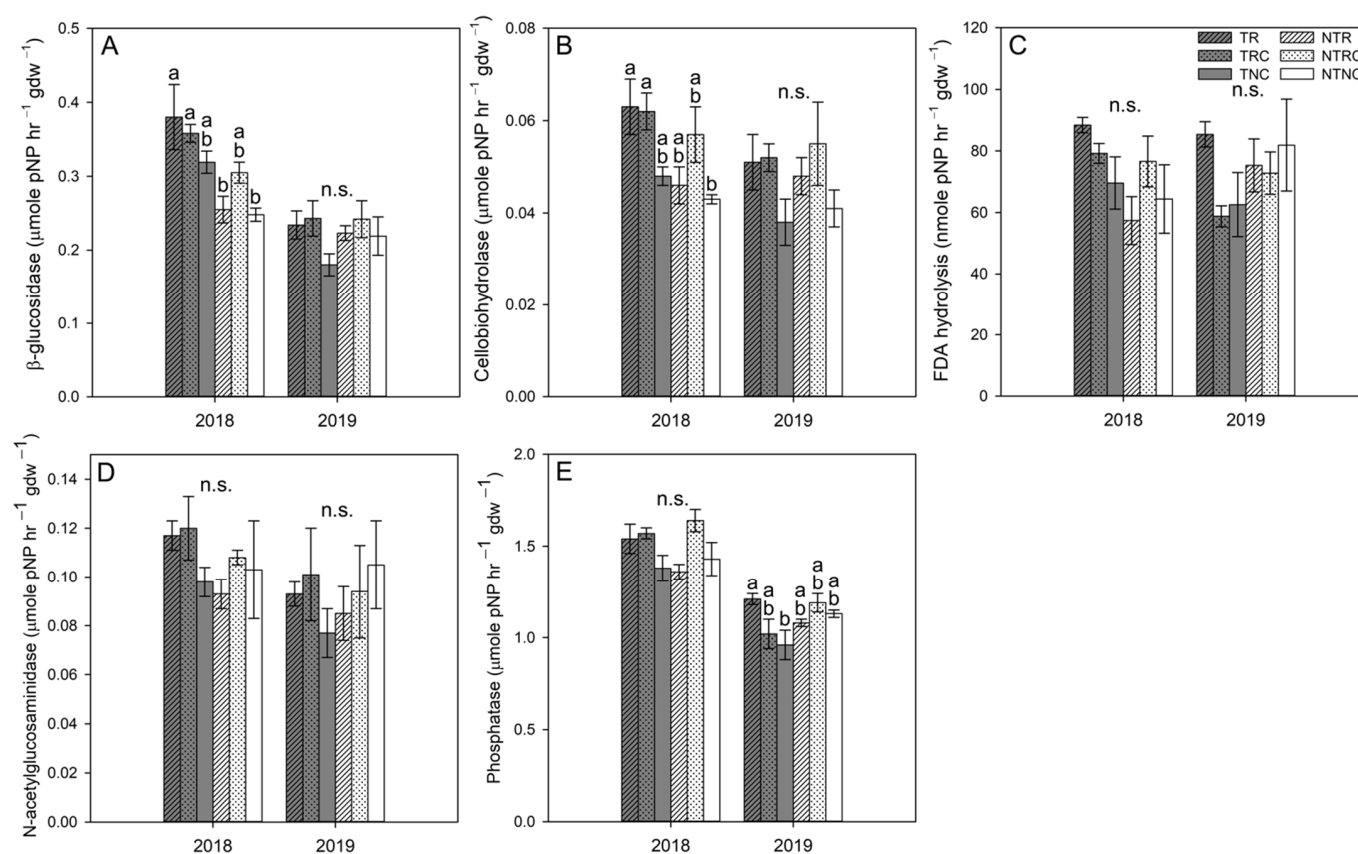 A
β-glucosidase (μmole pNP hr⁻¹ gdw⁻¹)
0.5
0.4
0.3
0.2
0.1
0.0
a
a
a
b
b
a
b
b
n.s.
2018
2019
B
Cellobiohydrolase (μmole pNP hr⁻¹ gdw⁻¹)
0.08
0.06
0.04
0.02
0.00
a
a
a
b
a
b
a
b
b
n.s.
2018
2019
C
FDA hydrolysis (nmole pNP hr⁻¹ gdw⁻¹)
120
100
80
60
40
20
0
TR NTR
TRC NTRC
TNC NTNC
n.s.
n.s.
2018
2019
D
N-acetylglucosaminidase (μmole pNP hr⁻¹ gdw⁻¹)
0.14
0.12
0.10
0.08
0.06
0.04
0.02
0.00
n.s.
n.s.
2018
2019
E
Phosphatase (μmole pNP hr⁻¹ gdw⁻¹)
2.0
1.5
1.0
0.5
0.0
n.s.
a
a
b
b
a
b
a
b
a
b
2018
2019